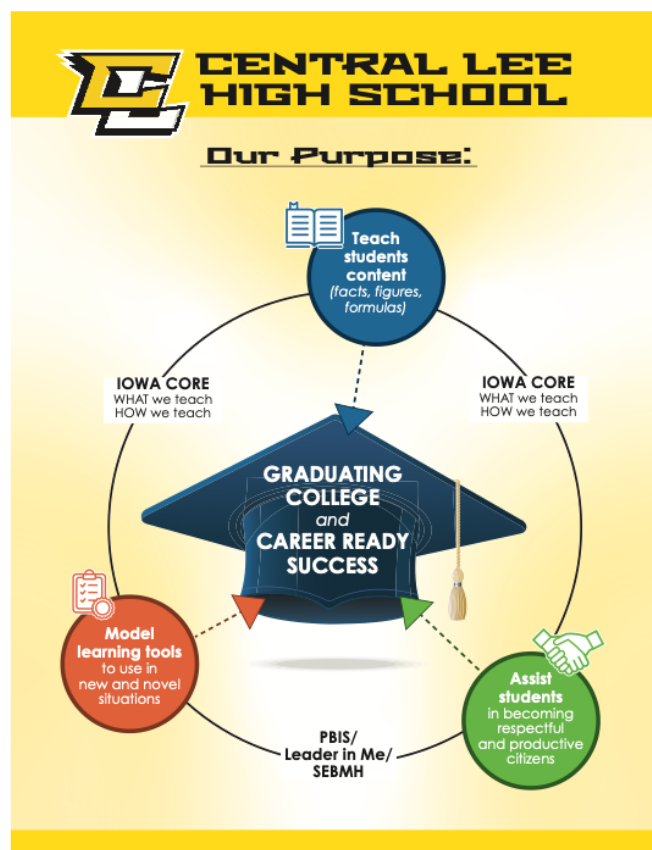 CENTRAL LEE
HIGH SCHOOL
Our Purpose:
Teach
students
content
(facts, figures,
formulas)
IOWA CORE
WHAT we teach
HOW we teach
IOWA CORE
WHAT we teach
HOW we teach
GRADUATING
COLLEGE
and
CAREER READY
SUCCESS
Model
learning tools
to use in
new and novel
situations
Assist
students
in becoming
respectful
and productive
citizens
PBIS/
Leader in Me/
SEBMH